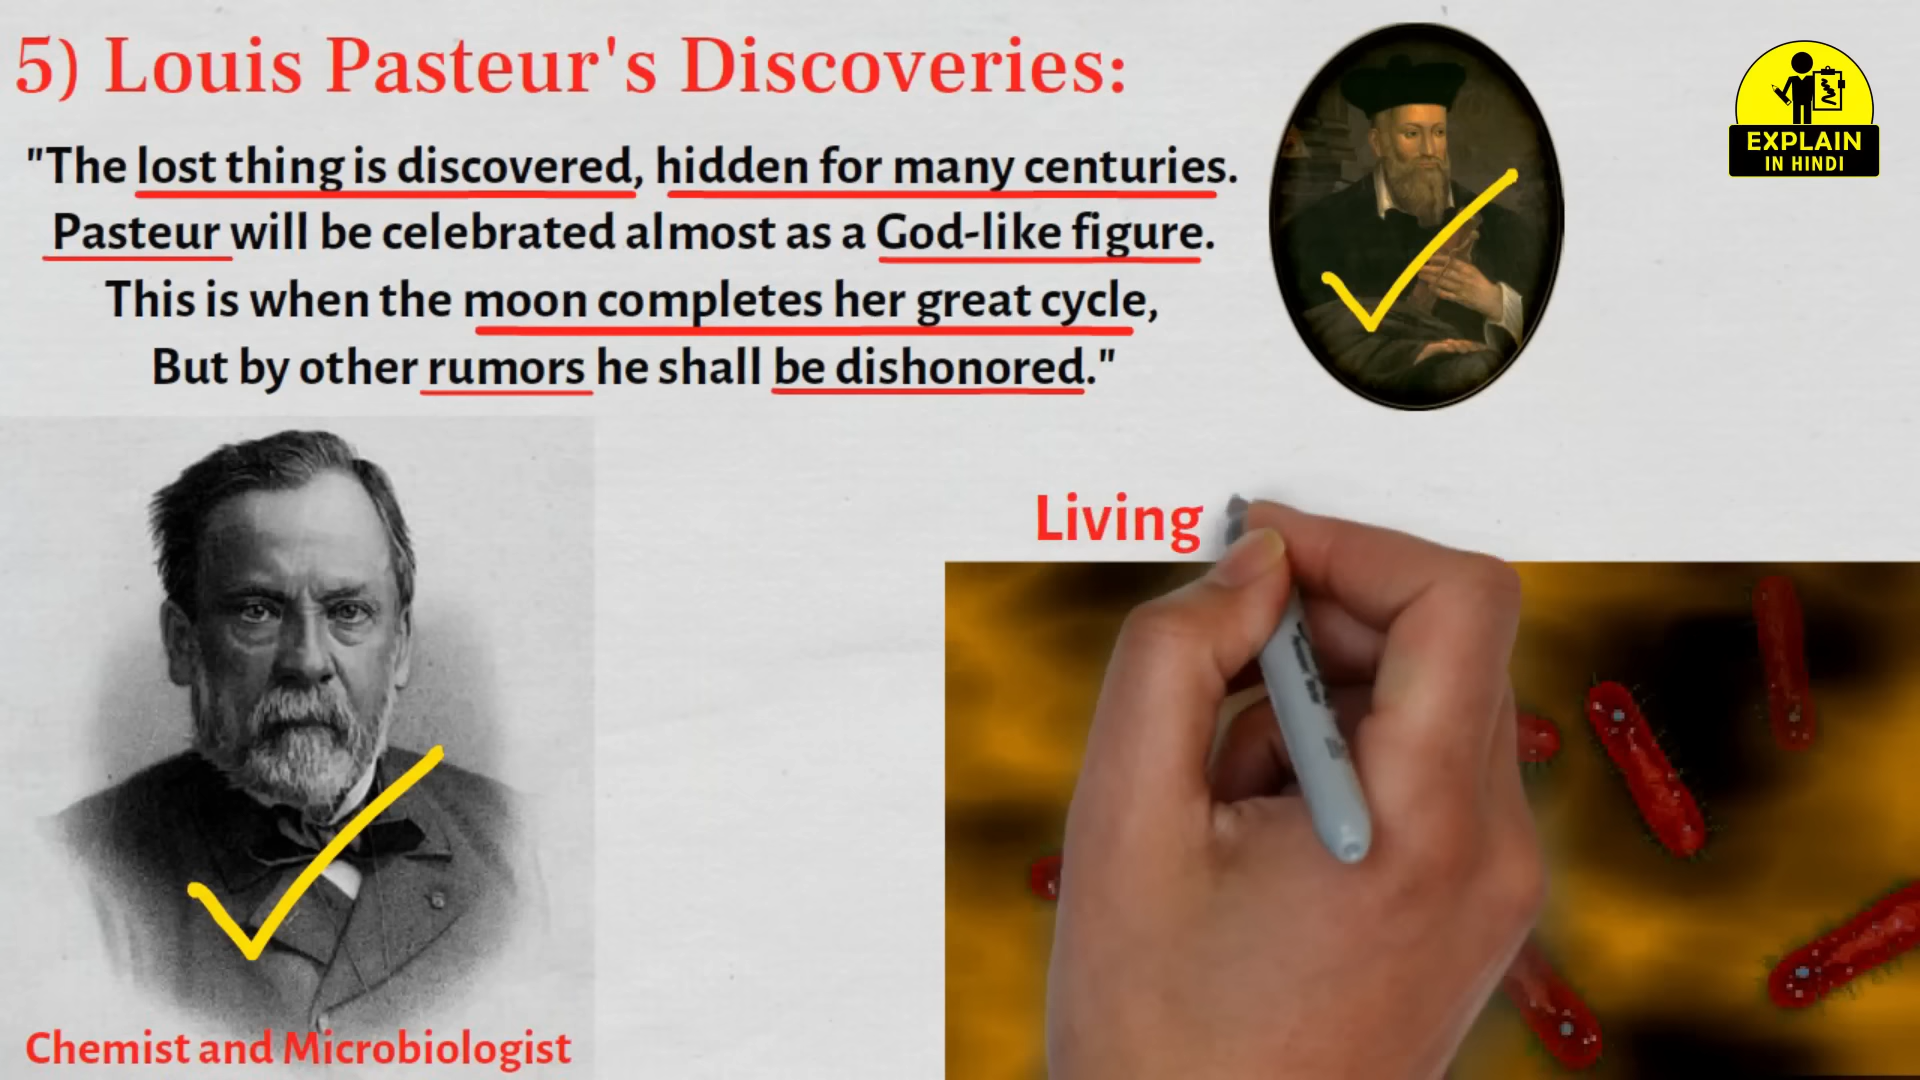 5) Louis Pasteur's Discoveries:
"The lost thing is discovered, hidden for many centuries.
Pasteur will be celebrated almost as a God-like figure.
This is when the moon completes her great cycle,
But by other rumors he shall be dishonored."
EXPLAIN
IN HINDI
Living
Chemist and Microbiologist